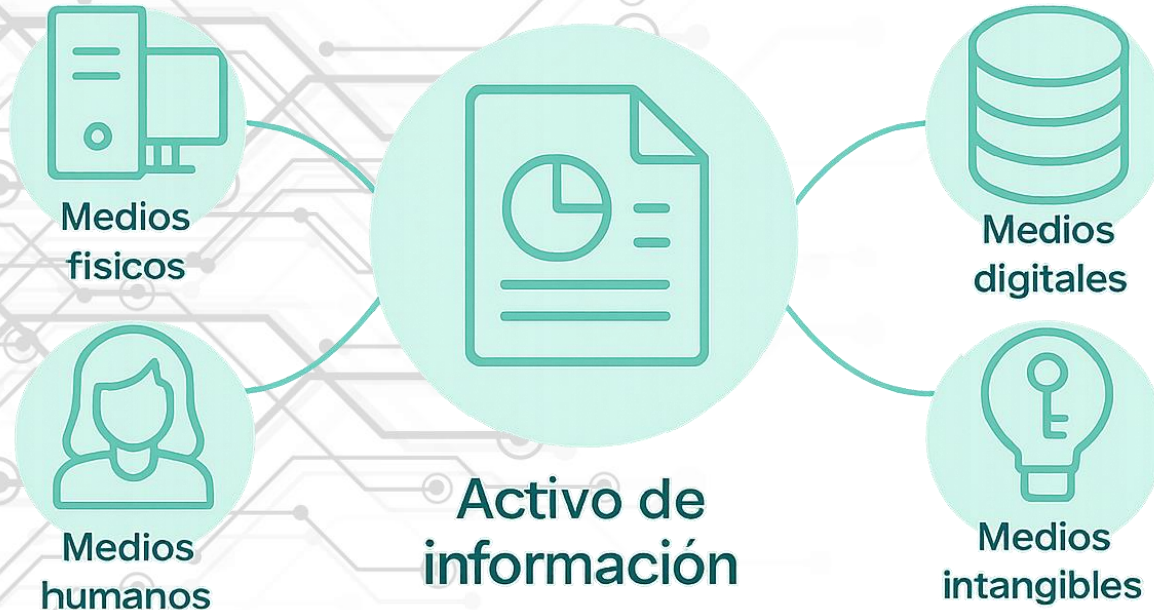 Medios
fisicos
Medios
digitales
Activo de
información
Medios
humanos
Medios
intangibles